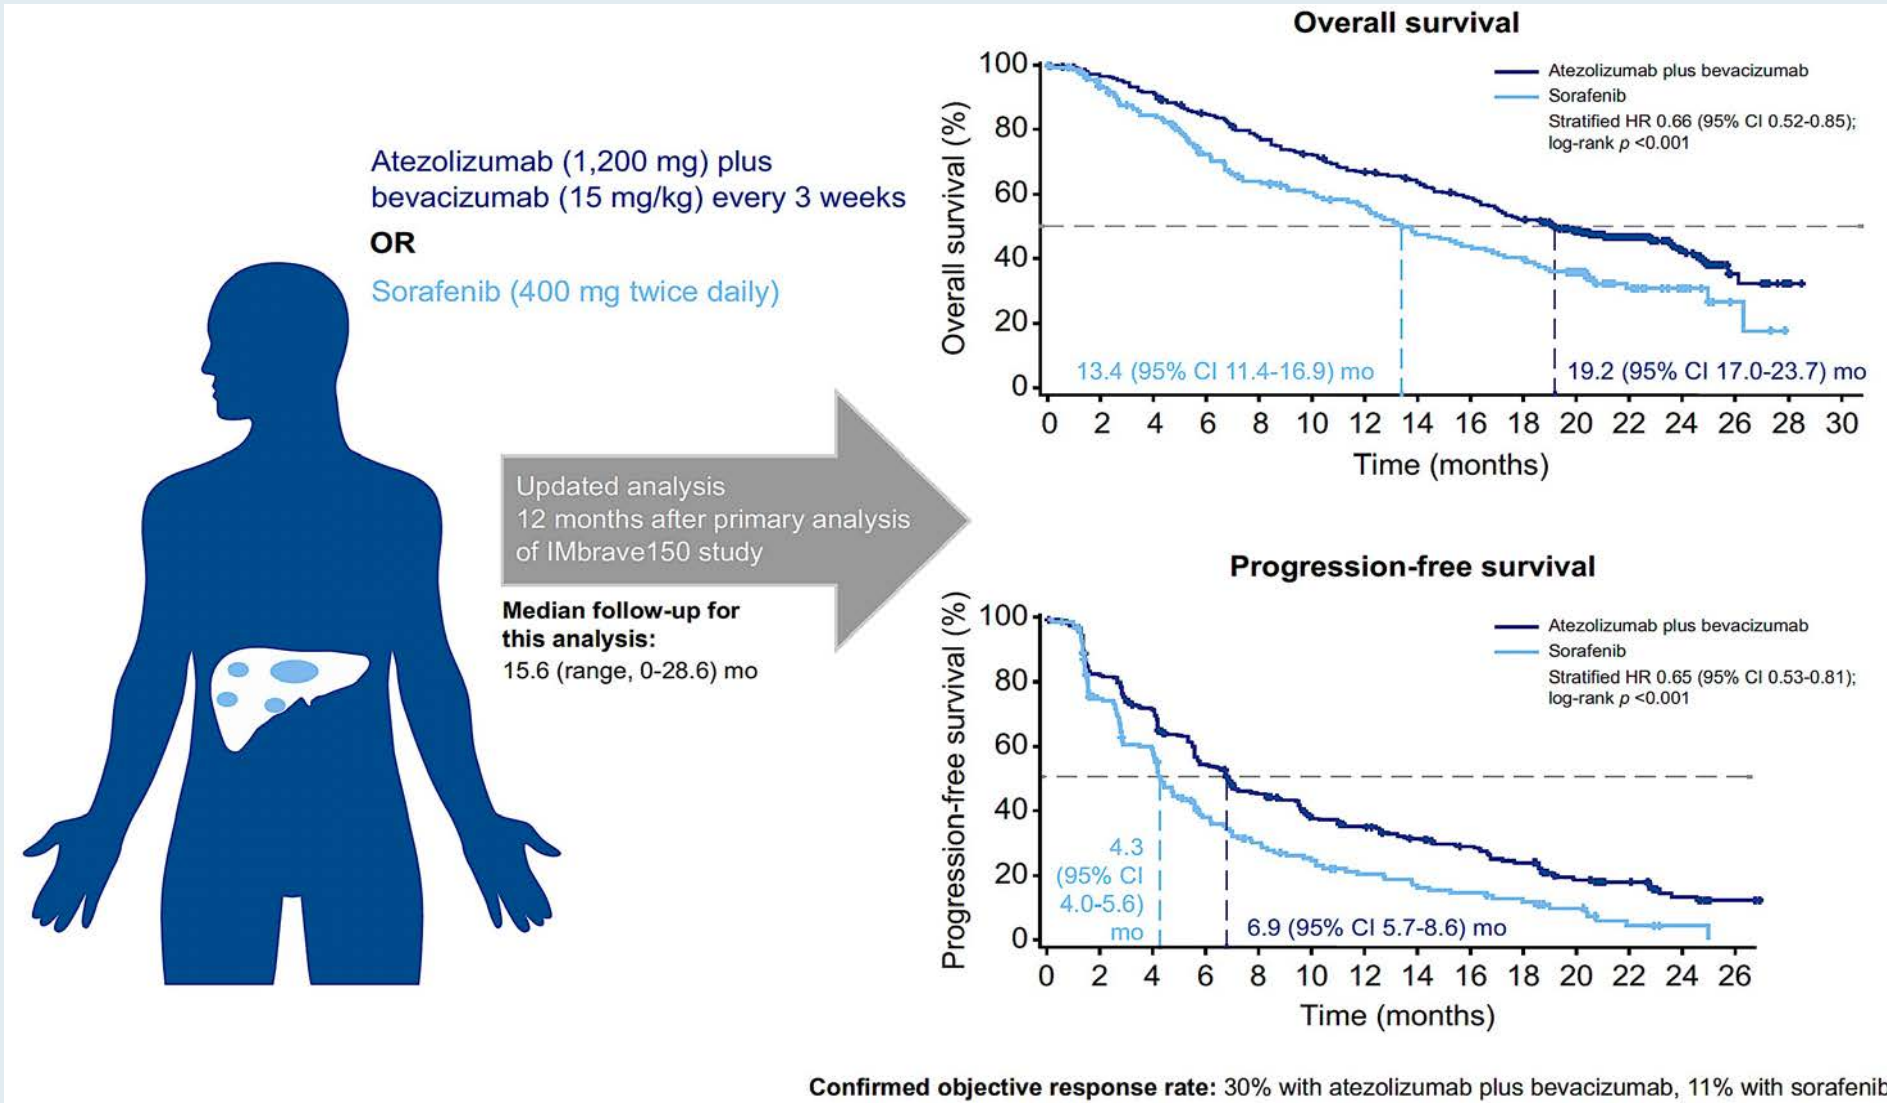 Atezolizumab (1,200 mg) plus
bevacizumab (15 mg/kg) every 3 weeks
OR
Sorafenib (400 mg twice daily)
Updated analysis
12 months after primary analysis
of IMbrave150 study
Median follow-up for
this analysis:
15.6 (range, 0-28.6) mo
Overall survival
Overall survival (%)
100
80
60
40
20
0
Atezolizumab plus bevacizumab
Sorafenib
Stratified HR 0.66 (95% CI 0.52-0.85);
log-rank p <0.001
13.4 (95% CI 11.4-16.9) mo
19.2 (95% CI 17.0-23.7) mo
0 2 4 6 8 10 12 14 16 18 20 22 24 26 28 30
Time (months)
Progression-free survival
Progression-free survival (%)
100
80
60
40
20
0
Atezolizumab plus bevacizumab
Sorafenib
Stratified HR 0.65 (95% CI 0.53-0.81);
log-rank p <0.001
4.3
(95% CI
4.0-5.6)
mo
6.9 (95% CI 5.7-8.6) mo
0 2 4 6 8 10 12 14 16 18 20 22 24 26
Time (months)
Confirmed objective response rate: 30% with atezolizumab plus bevacizumab, 11% with sorafenib